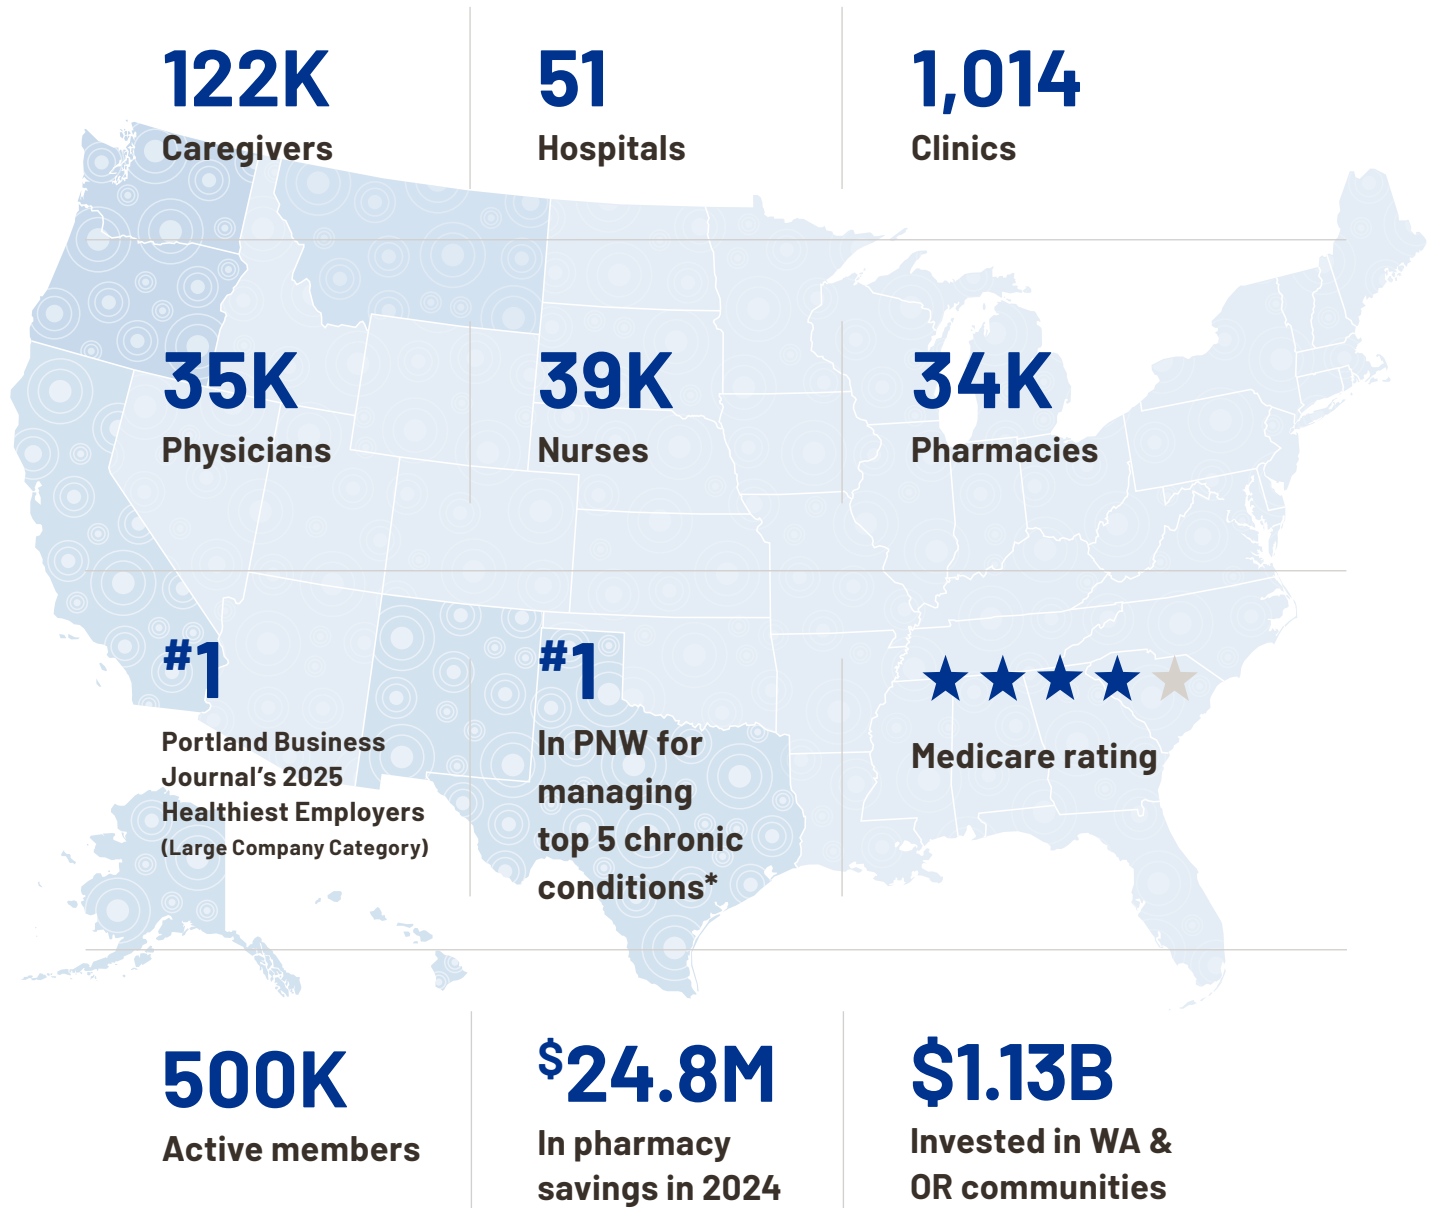 122K
Caregivers
51
Hospitals
1,014
Clinics
35K
Physicians
39K
Nurses
34K
Pharmacies
#1
Portland Business
Journal’s 2025
Healthiest Employers
(Large Company Category)
#1
In PNW for
managing
top 5 chronic
conditions*
Medicare rating
500K
Active members
$24.8M
In pharmacy
savings in 2024
$1.13B
Invested in WA &
OR communities